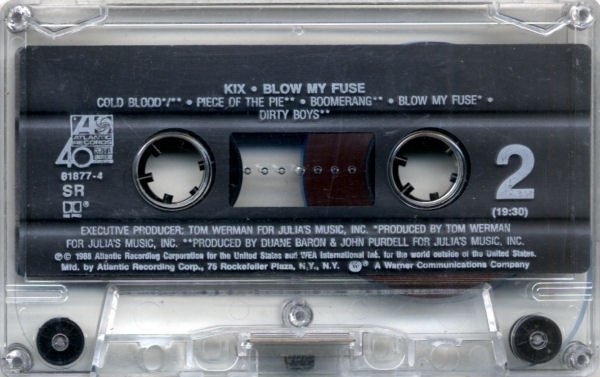 KIX • BLOW MY FUSE
COLD BLOOD*/** • PIECE OF THE PIE** • BOOMERANG** • BLOW MY FUSE* •
DIRTY BOYS**
ATLANTIC
RECORDS
40
81877-4
SR
2
(19:30)
EXECUTIVE PRODUCER: TOM WERMAN FOR JULIA'S MUSIC, INC. *PRODUCED BY TOM WERMAN
FOR JULIA'S MUSIC, INC. **PRODUCED BY DUANE BARON & JOHN PURDELL FOR JULIA'S MUSIC, INC.
℗© 1988 Atlantic Recording Corporation for the United States and WEA International Inc. for the world outside of the United States.
Mfd. by Atlantic Recording Corp., 75 Rockefeller Plaza, N.Y., N.Y. A Warner Communications Company